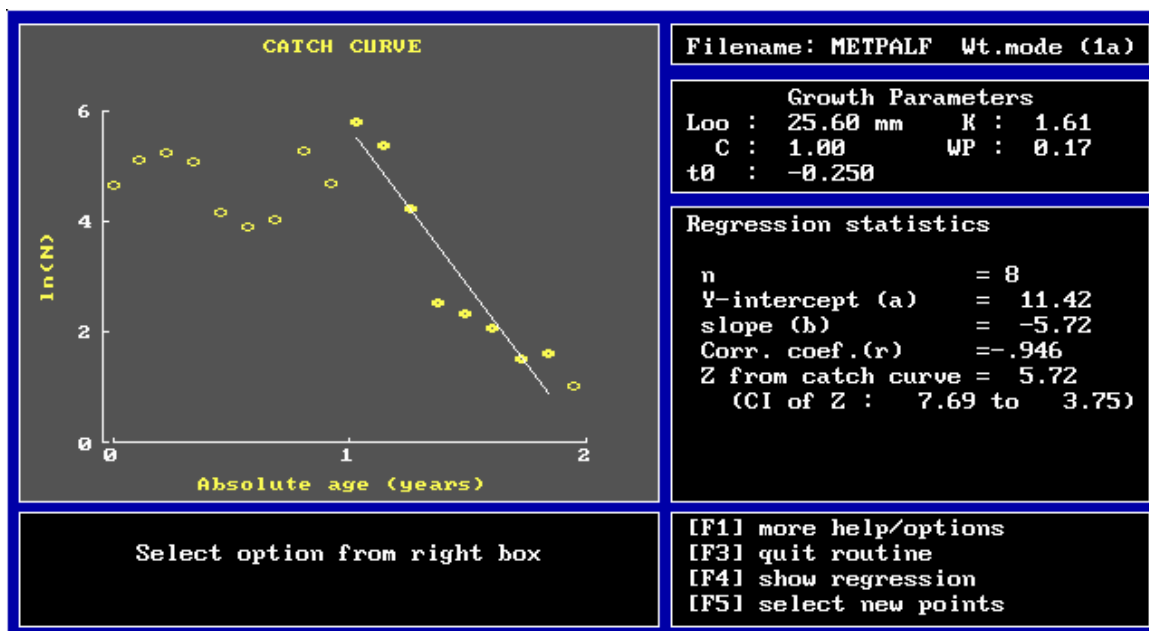 CATCH CURVE
6
4
2
0
ln(N)
0 1 2
Absolute age (years)
Filename: METPALF Wt.mode (1a)
Growth Parameters
Loo : 25.60 mm K : 1.61
C : 1.00 WP : 0.17
t0 : -0.250
Regression statistics
n = 8
Y-intercept (a) = 11.42
slope (b) = -5.72
Corr. coef.(r) =-.946
Z from catch curve = 5.72
(CI of Z : 7.69 to 3.75)
Select option from right box
[F1] more help/options
[F3] quit routine
[F4] show regression
[F5] select new points